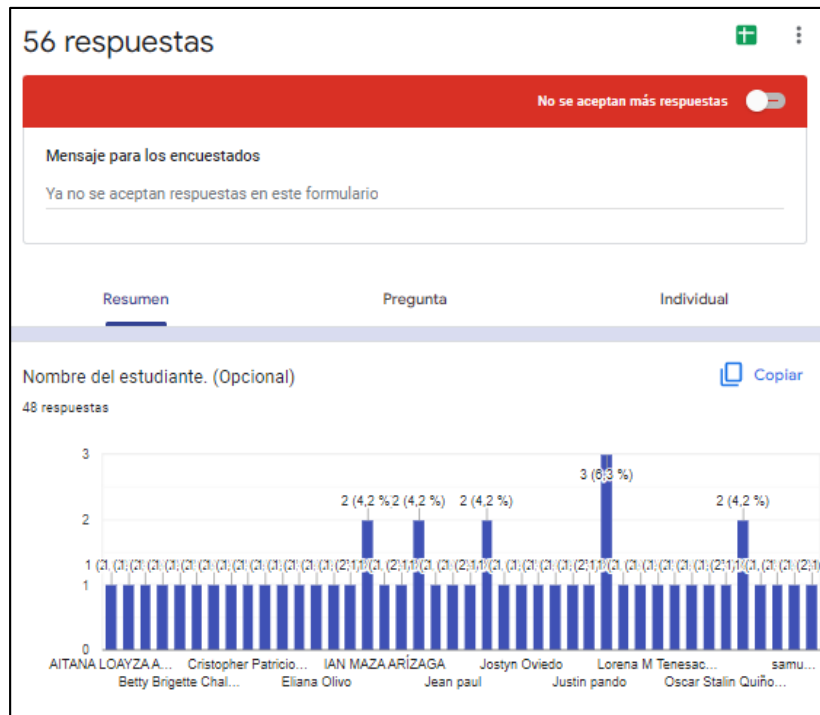 56 respuestas
No se aceptan más respuestas
Mensaje para los encuestados
Ya no se aceptan respuestas en este formulario
Resumen Pregunta Individual
Nombre del estudiante. (Opcional)
Copiar
48 respuestas
3
3 (6,3 %)
2 (4,2 % 2 (4,2 %) 2 (4,2 %) 2 (4,2 %)
2
1
0
AITANA LOAYZA A... Cristopher Patricio... IAN MAZA ARÍZAGA Jostyn Oviedo Lorena M Tenesac... samu...
Betty Brigette Chal... Eliana Olivo Jean paul Justin pando Oscar Stalin Quiño...